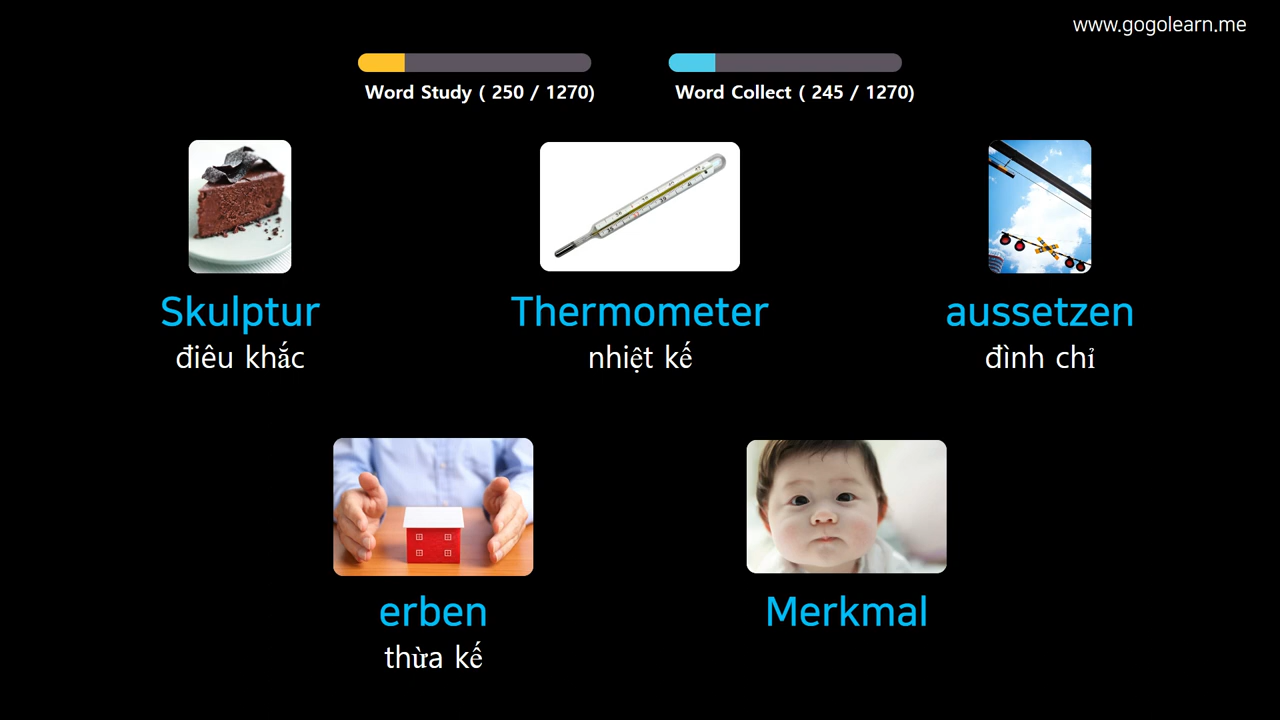 www.gogolearn.me
Word Study ( 250 / 1270)
Word Collect ( 245 / 1270)
Skulptur
điêu khắc
Thermometer
nhiệt kế
aussetzen
đình chỉ
erben
thừa kế
Merkmal